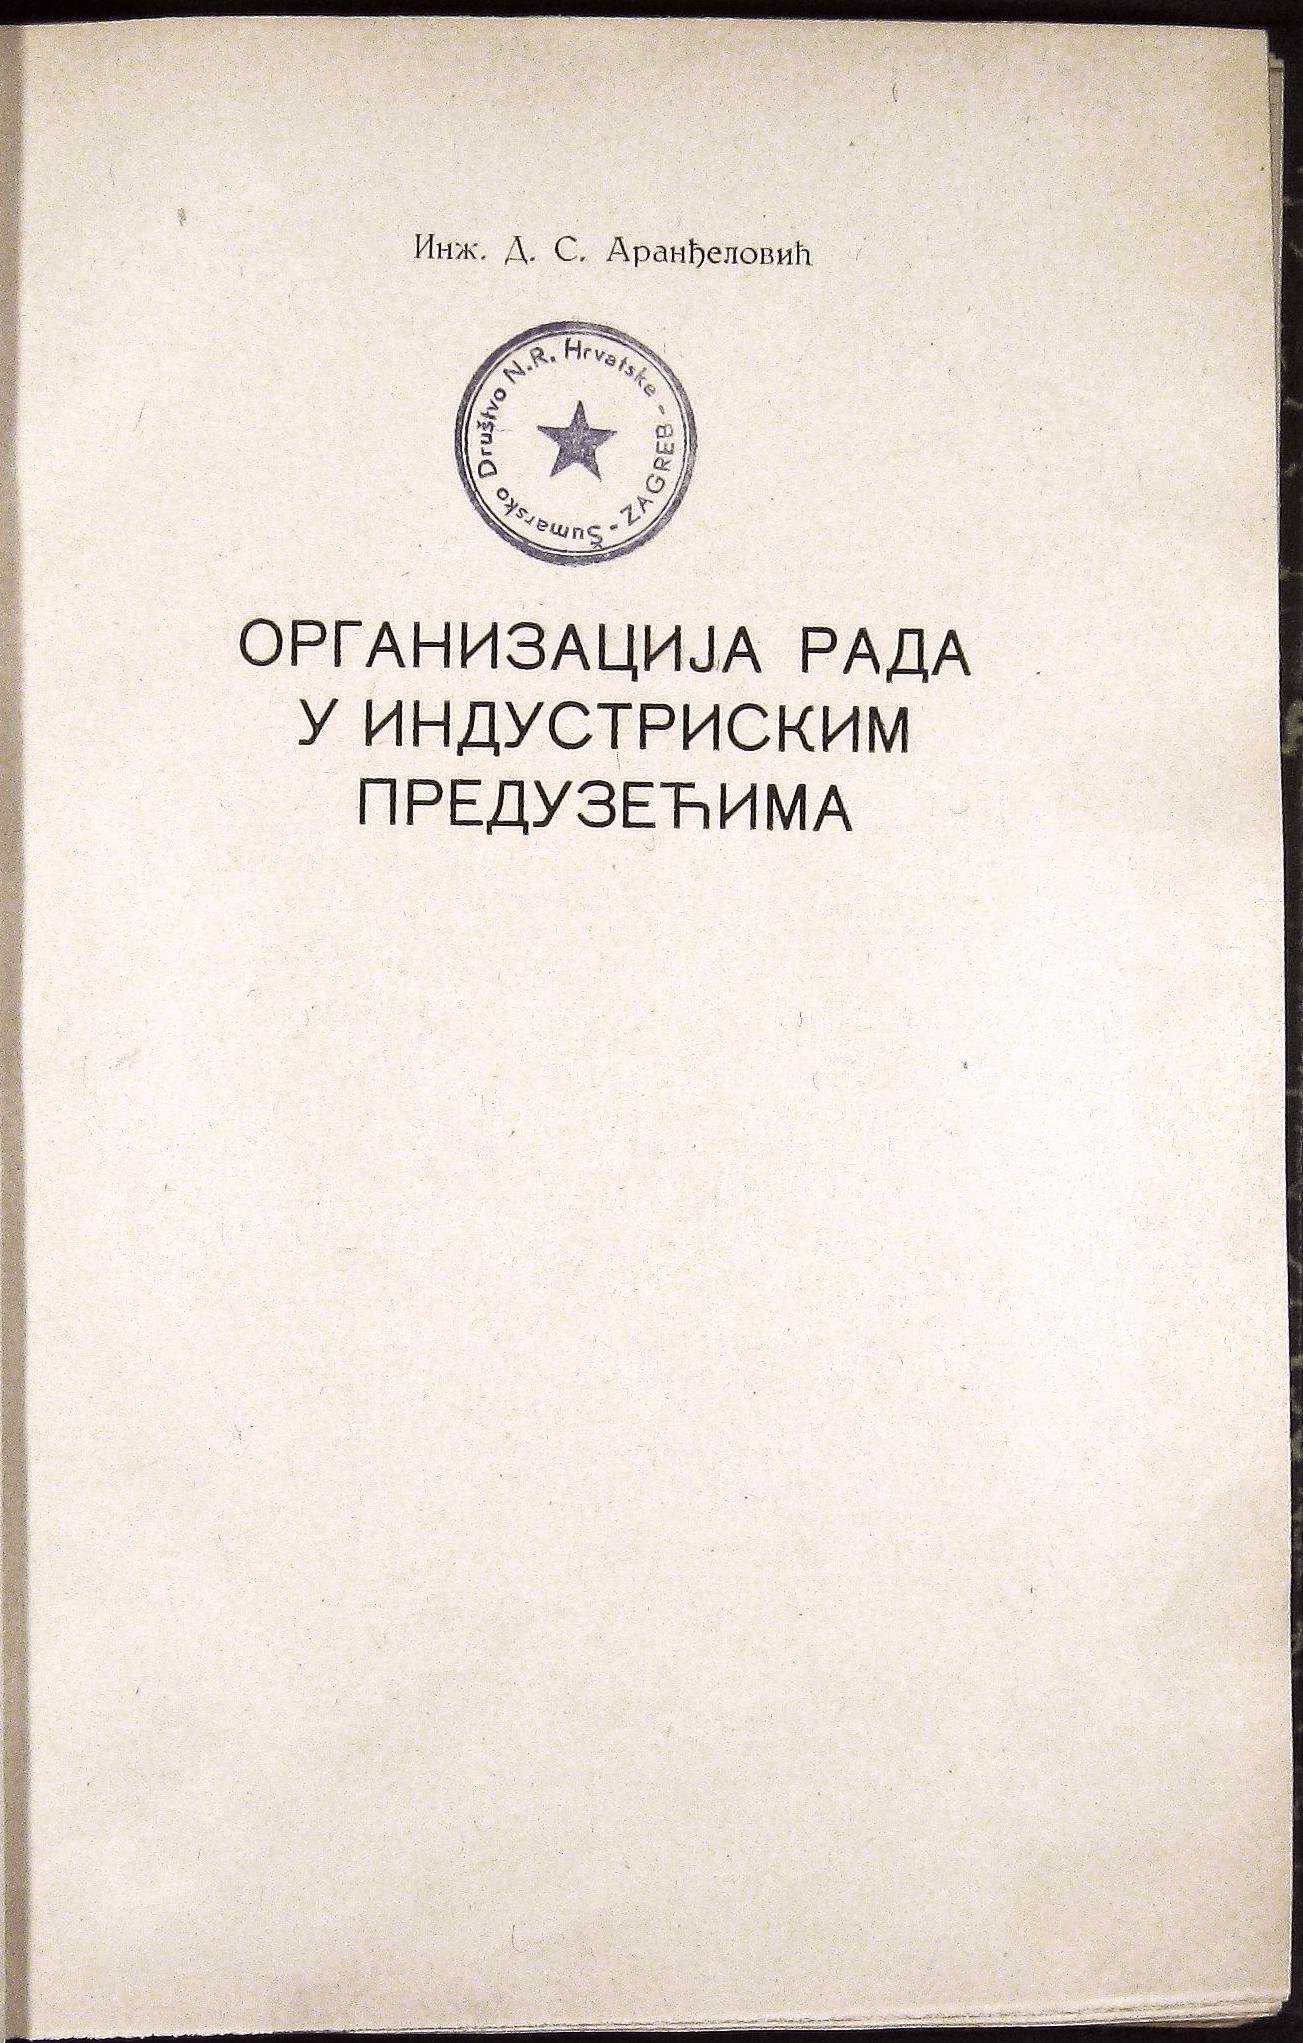 Инж. Д. С. Аранђеловић
Šumarsko Društvo N.R. Hrvatske - ZAGREB -
ОРГАНИЗАЦИЈА РАДА
У ИНДУСТРИСКИМ
ПРЕДУЗЕЋИМА